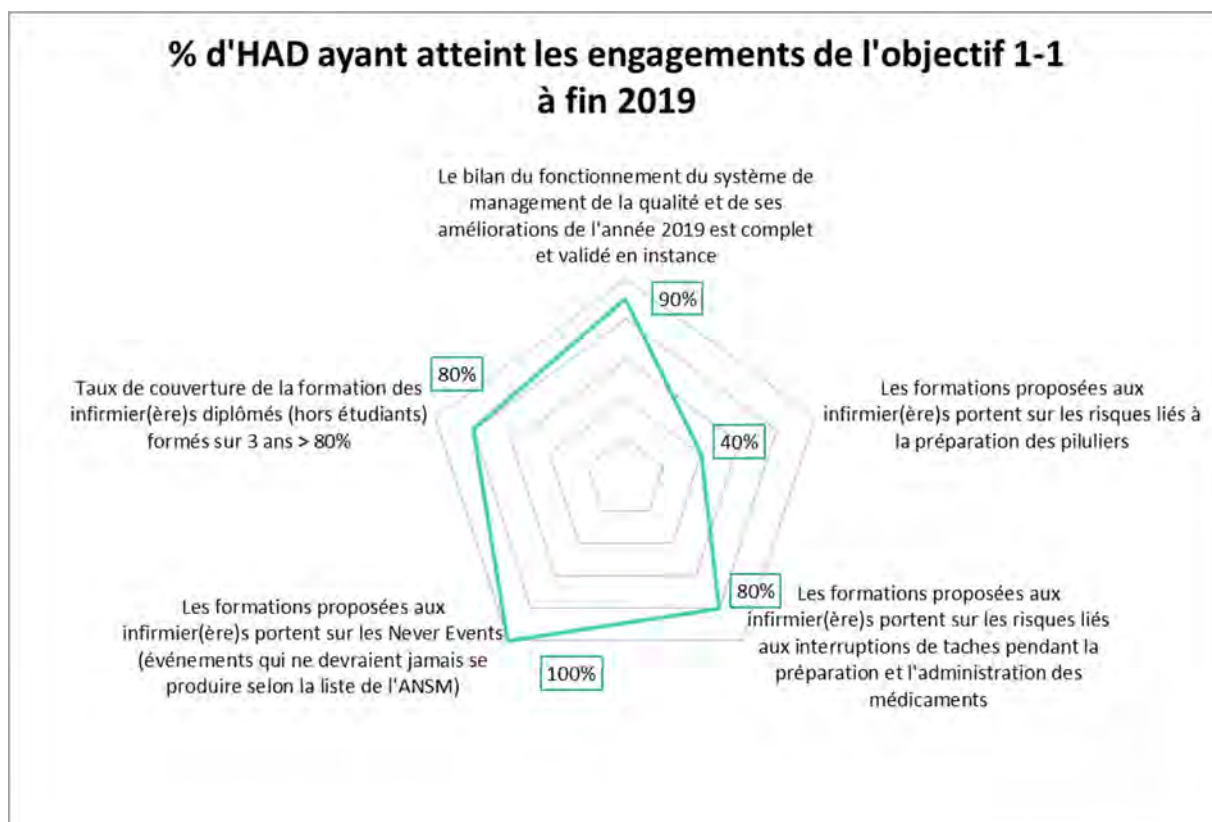 % d'HAD ayant atteint les engagements de l'objectif 1-1
à fin 2019
Le bilan du fonctionnement du système de
management de la qualité et de ses
améliorations de l'année 2019 est complet
et validé en instance
90%
Les formations proposées aux
infirmier(ère)s portent sur les risques liés à
la préparation des piluliers
40%
Les formations proposées aux
infirmier(ère)s portent sur les risques liés
aux interruptions de taches pendant la
préparation et l'administration des
médicaments
80%
Les formations proposées aux
infirmier(ère)s portent sur les Never Events
(événements qui ne devraient jamais se
produire selon la liste de l'ANSM)
100%
Taux de couverture de la formation des
infirmier(ère)s diplômés (hors étudiants)
formés sur 3 ans > 80%
80%